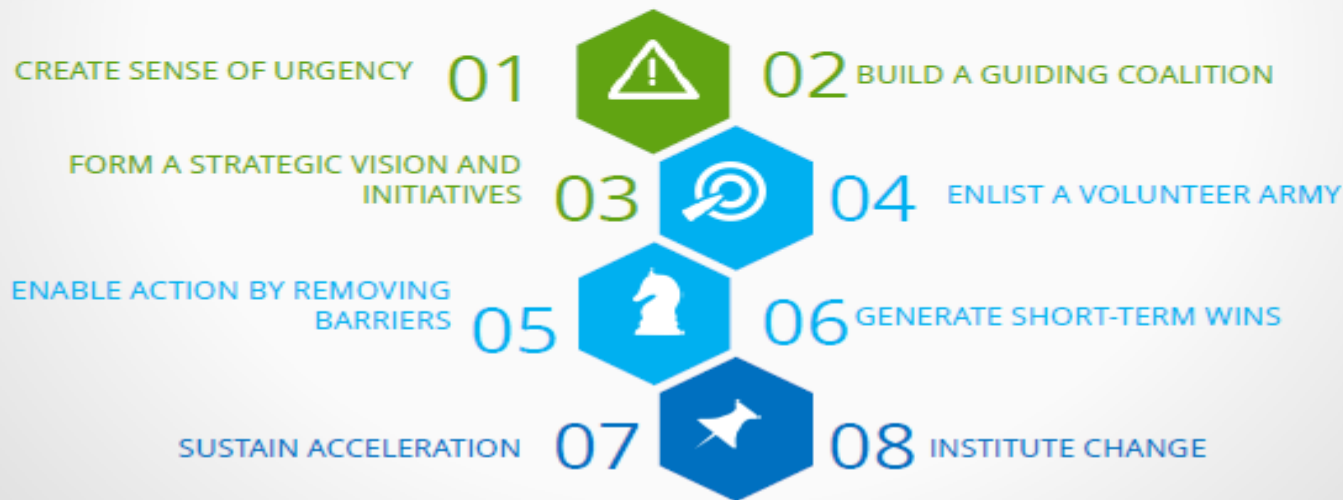 CREATE SENSE OF URGENCY 01
02 BUILD A GUIDING COALITION
FORM A STRATEGIC VISION AND
INITIATIVES 03
04 ENLIST A VOLUNTEER ARMY
ENABLE ACTION BY REMOVING
BARRIERS 05
06 GENERATE SHORT-TERM WINS
SUSTAIN ACCELERATION 07
08 INSTITUTE CHANGE